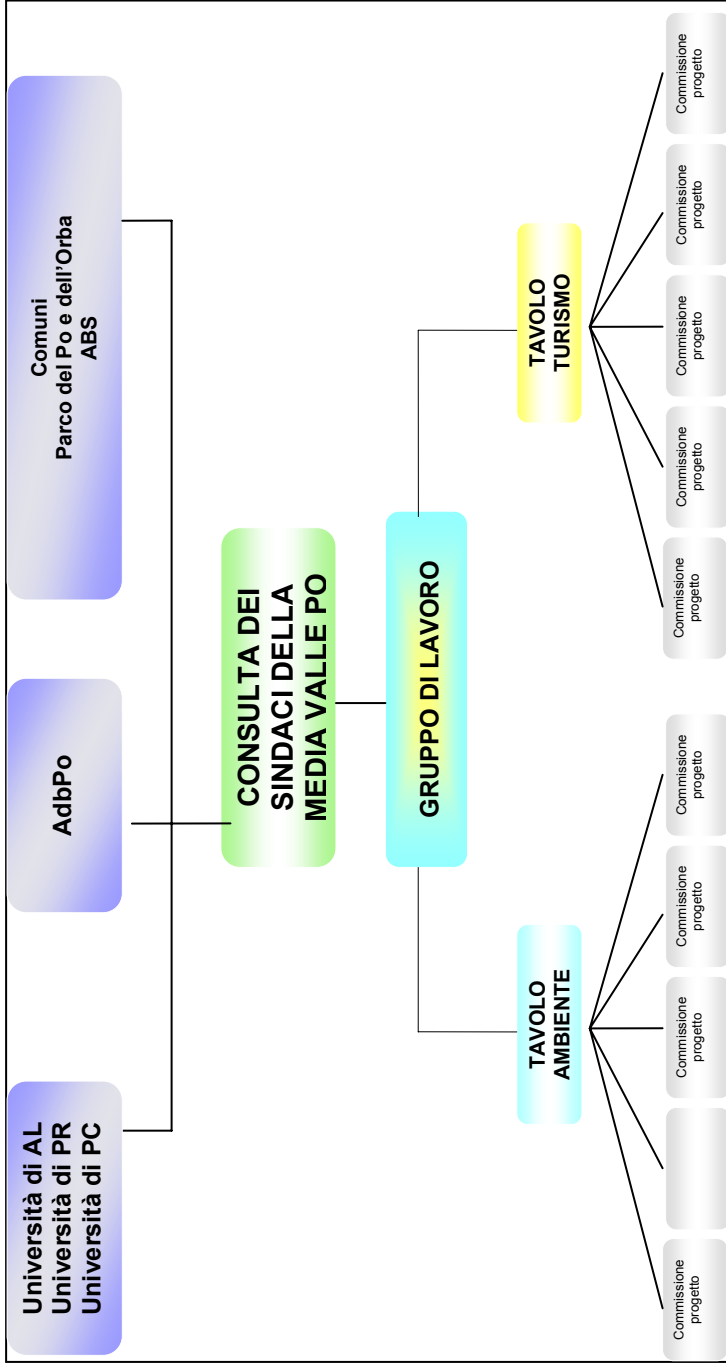 Università di AL
Università di PR
Università di PC
AdbPo
Comuni
Parco del Po e dell'Orba
ABS
CONSULTA DEI
SINDACI DELLA
MEDIA VALLE PO
GRUPPO DI LAVORO
TAVOLO
AMBIENTE
TAVOLO
TURISMO
Commissione
progetto
Commissione
progetto
Commissione
progetto
Commissione
progetto
Commissione
progetto
Commissione
progetto
Commissione
progetto
Commissione
progetto
Commissione
progetto